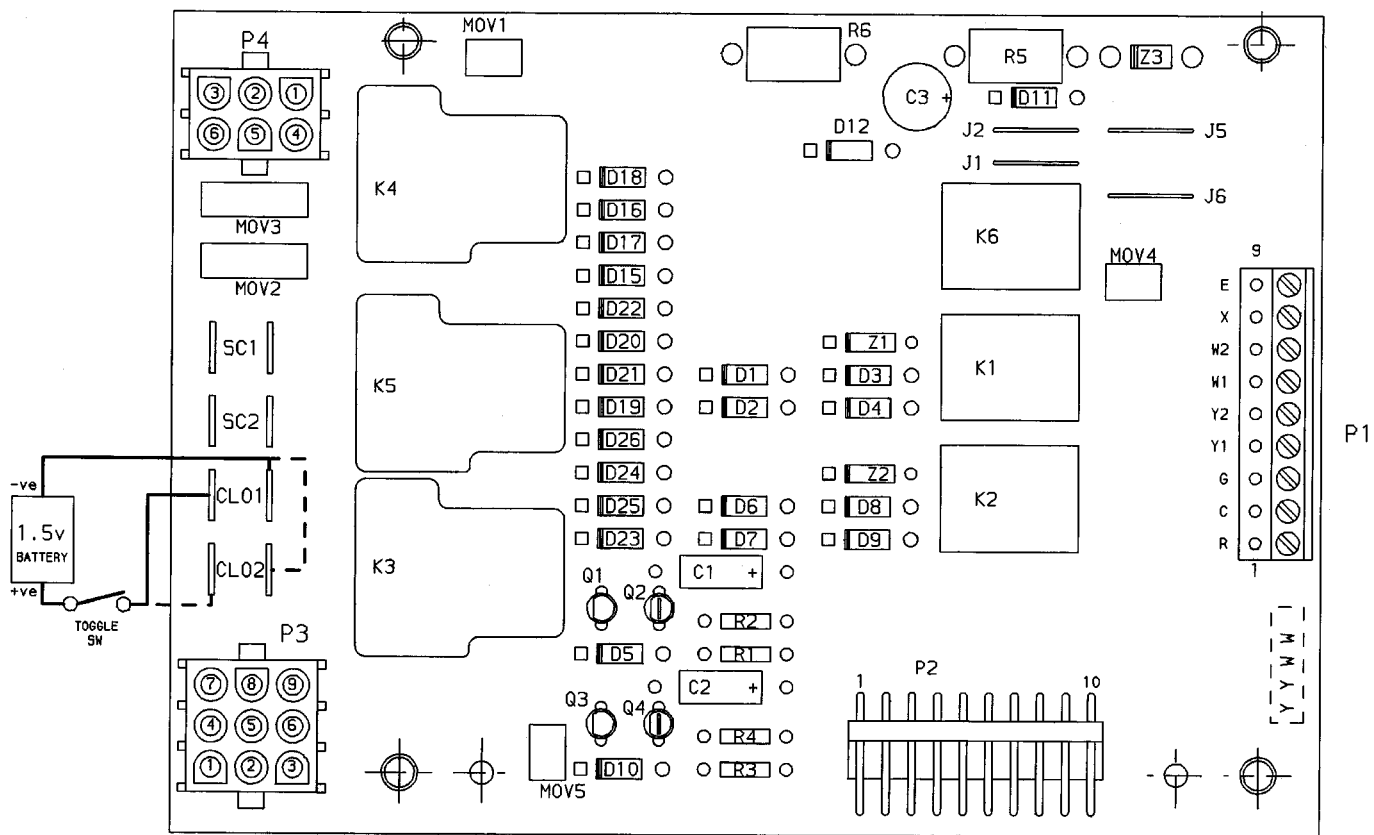 MOV1
P4
3 2 1
6 5 4
MOV3
MOV2
SC1
SC2
-ve
CLO1
1.5v
BATTERY
+ve
CLO2
TOGGLE
SW
P3
7 8 9
4 5 6
1 2 3
K4
K5
K3
R6
R5
Z3
C3 +
D11
D12
J2
J5
J1
J6
K6
MOV4
K1
K2
D18
D16
D17
D15
D22
D20
D21
D19
D26
D24
D25
D23
D1
D2
Z1
D3
D4
Z2
D6
D8
D7
D9
C1 +
Q1
Q2
R2
D5
R1
C2 +
Q3
Q4
R4
D10
R3
MOV5
P2
1
10
9
E
X
W2
W1
Y2
Y1
G
C
R
1
P1
Y Y W W